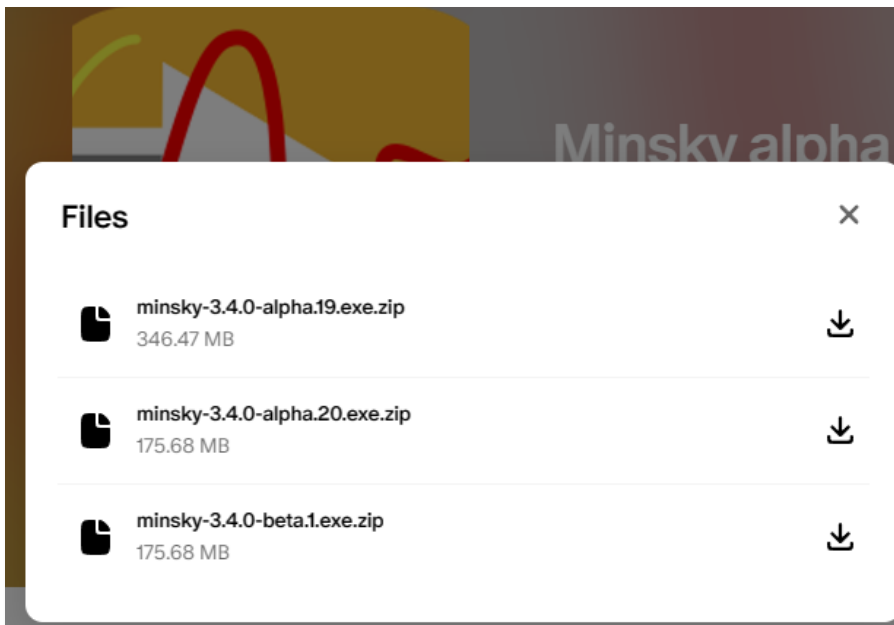 Minsky alpha
Files
minsky-3.4.0-alpha.19.exe.zip
346.47 MB
minsky-3.4.0-alpha.20.exe.zip
175.68 MB
minsky-3.4.0-beta.1.exe.zip
175.68 MB